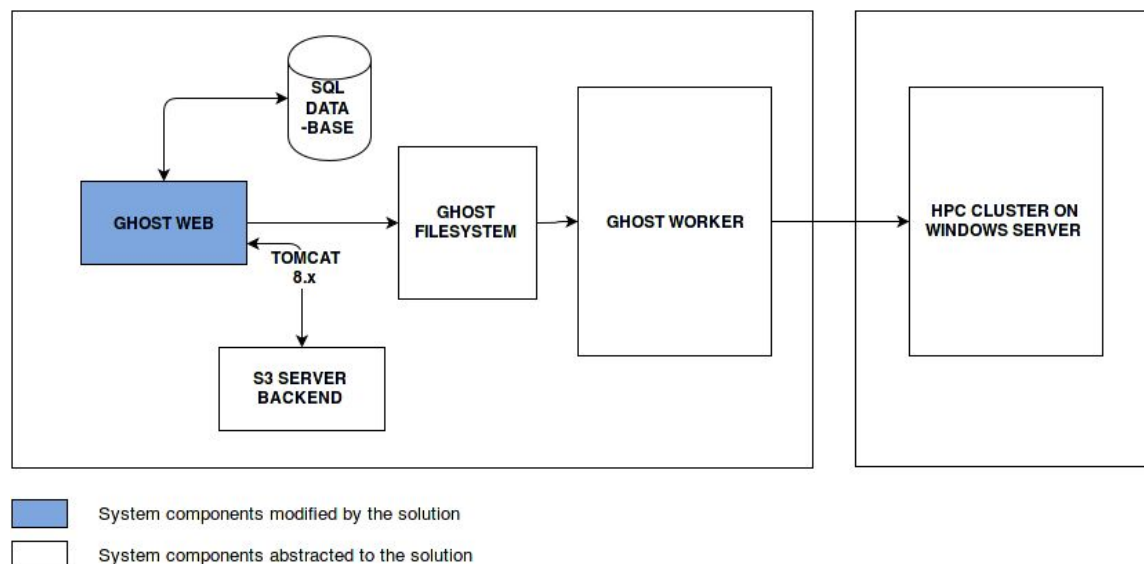 SQL
DATA
-BASE
GHOST WEB
GHOST
FILESYSTEM
GHOST WORKER
HPC CLUSTER ON
WINDOWS SERVER
TOMCAT
8.x
S3 SERVER
BACKEND
System components modified by the solution
System components abstracted to the solution